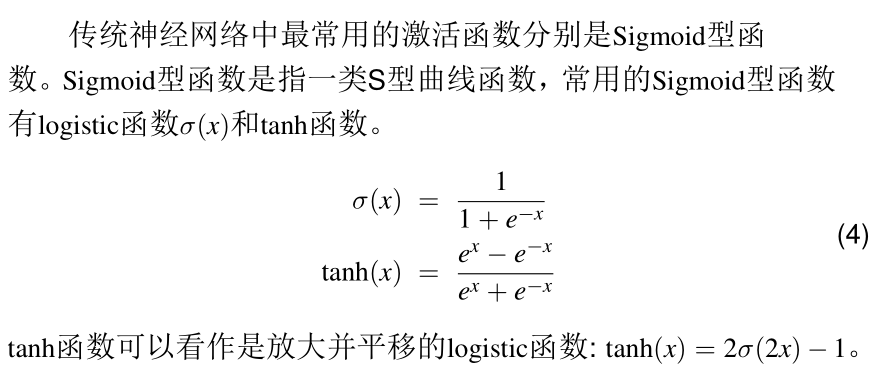 传统神经网络中最常用的激活函数分别是Sigmoid型函
数。Sigmoid型函数是指一类S型曲线函数，常用的Sigmoid型函数
有logistic函数σ(x)和tanh函数。
σ(x) = \frac{1}{1 + e^{-x}}
tanh(x) = \frac{e^x − e^{-x}}{e^x + e^{-x}}
(4)
tanh函数可以看作是放大并平移的logistic函数: tanh(x) = 2σ(2x) − 1。